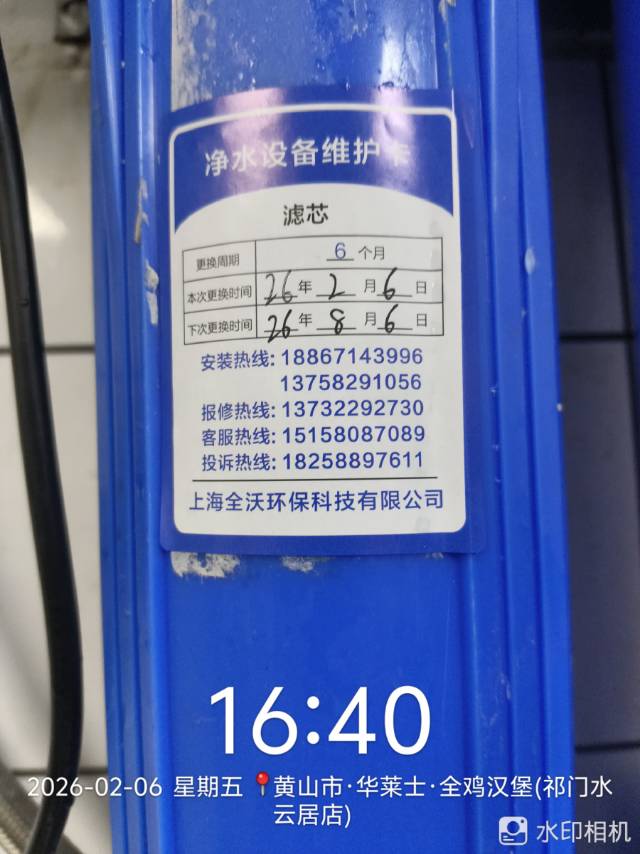 净水设备维护卡
滤芯
更换周期 6 个月
本次更换时间 26 年 2 月 6 日
下次更换时间 26 年 8 月 6 日
安装热线: 18867143996
13758291056
报修热线: 13732292730
客服热线: 15158087089
投诉热线: 18258897611
上海全沃环保科技有限公司
16:40
2026-02-06 星期五 黄山市·华莱士·全鸡汉堡(祁门水
云居店)
水印相机